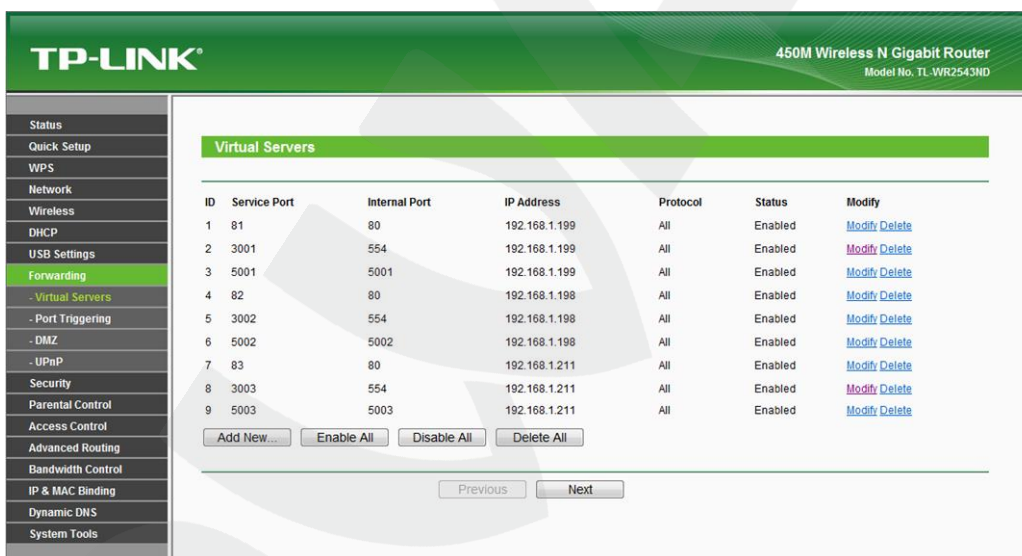 TP-LINK®
450M Wireless N Gigabit Router
Model No. TL-WR2543ND
Status
Quick Setup
WPS
Network
Wireless
DHCP
USB Settings
Forwarding
- Virtual Servers
- Port Triggering
- DMZ
- UPnP
Security
Parental Control
Access Control
Advanced Routing
Bandwidth Control
IP & MAC Binding
Dynamic DNS
System Tools
Virtual Servers
ID Service Port Internal Port IP Address Protocol Status Modify
1 81 80 192.168.1.199 All Enabled Modify Delete
2 3001 554 192.168.1.199 All Enabled Modify Delete
3 5001 5001 192.168.1.199 All Enabled Modify Delete
4 82 80 192.168.1.198 All Enabled Modify Delete
5 3002 554 192.168.1.198 All Enabled Modify Delete
6 5002 5002 192.168.1.198 All Enabled Modify Delete
7 83 80 192.168.1.211 All Enabled Modify Delete
8 3003 554 192.168.1.211 All Enabled Modify Delete
9 5003 5003 192.168.1.211 All Enabled Modify Delete
Add New... Enable All Disable All Delete All
Previous Next